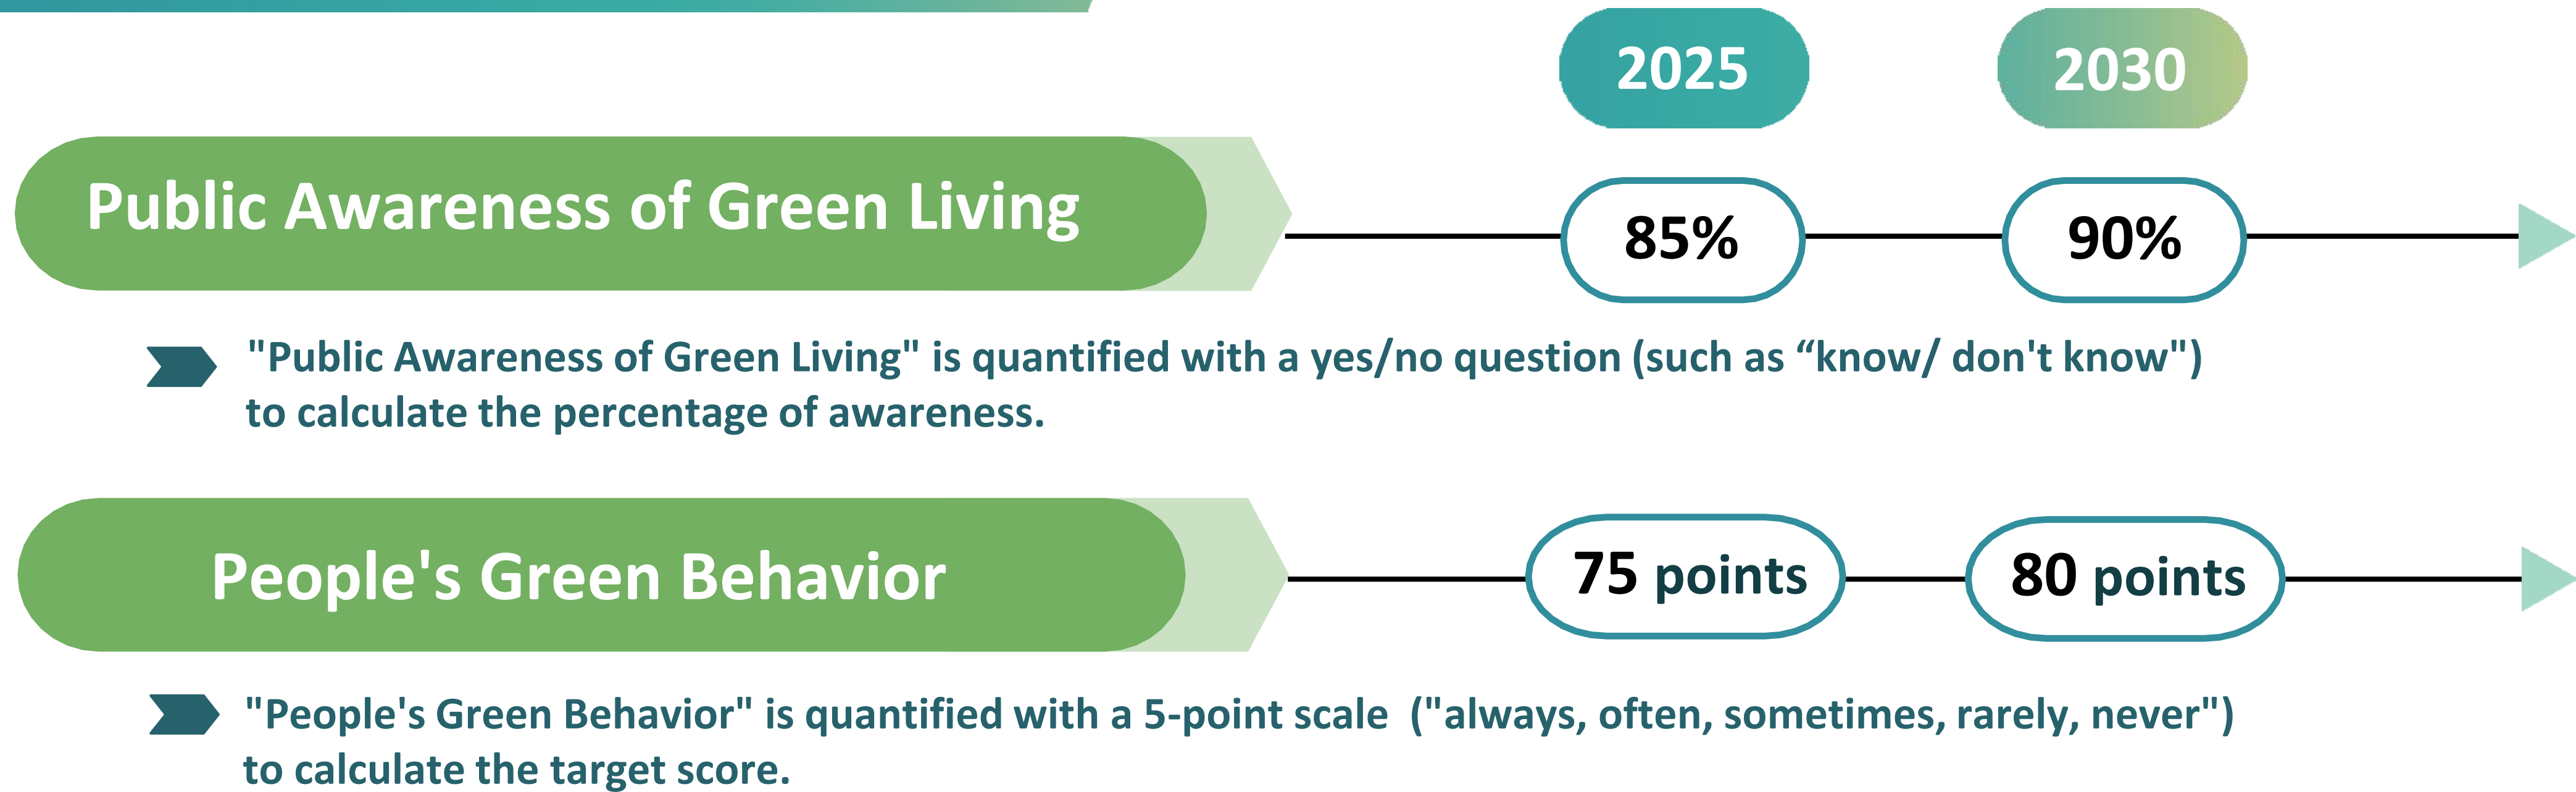 2025 2030
Public Awareness of Green Living 85% 90%
"Public Awareness of Green Living" is quantified with a yes/no question (such as “know/ don't know")
to calculate the percentage of awareness.
People's Green Behavior 75 points 80 points
"People's Green Behavior" is quantified with a 5-point scale ("always, often, sometimes, rarely, never")
to calculate the target score.